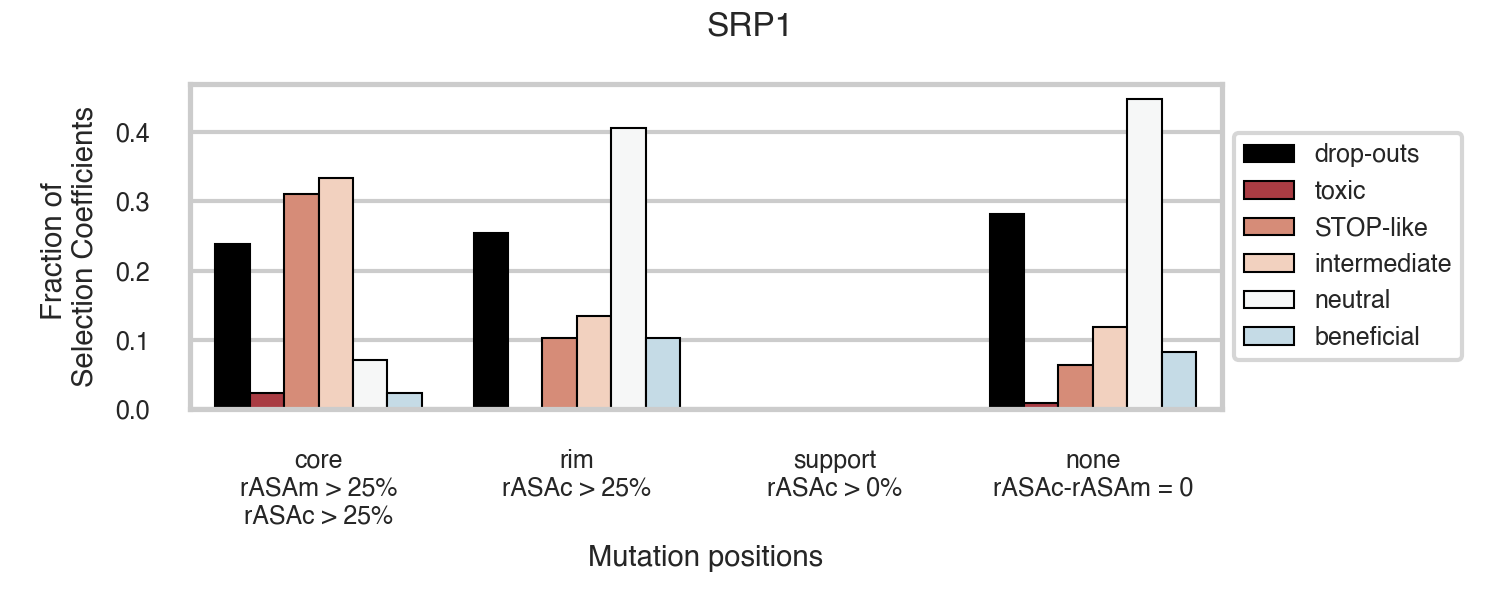 SRP1
Fraction of
Selection Coefficients
0.4
0.3
0.2
0.1
0.0
drop-outs
toxic
STOP-like
intermediate
neutral
beneficial
core
rASAm > 25%
rASAc > 25%
rim
rASAc > 25%
support
rASAc > 0%
none
rASAc-rASAm = 0
Mutation positions